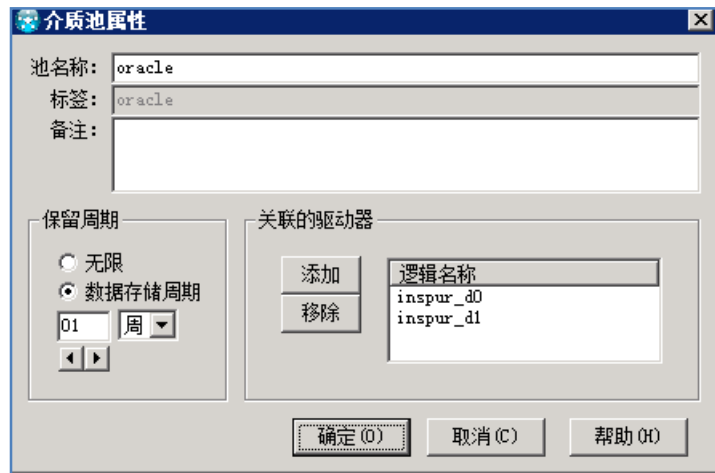 介质池属性
池名称: oracle
标签: oracle
备注:
保留周期
无限
数据存储周期
01 周
关联的驱动器
添加
移除
逻辑名称
inspur_d0
inspur_d1
确定(O) 取消(C) 帮助(H)